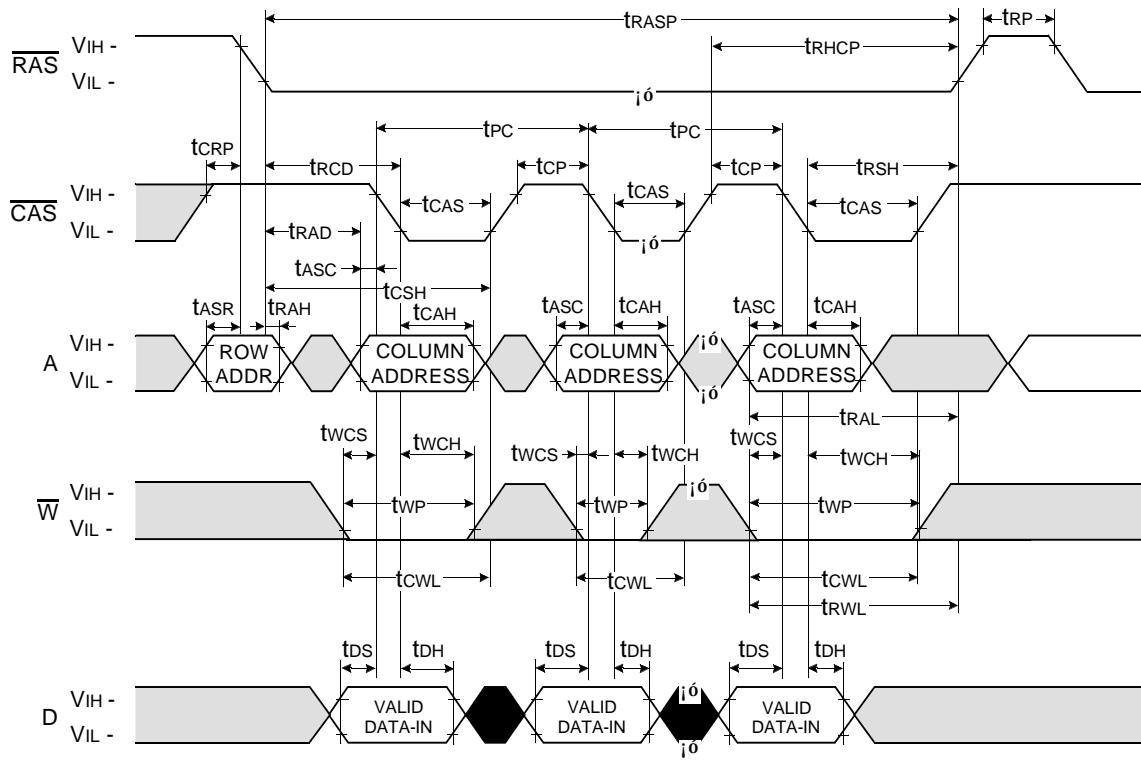 tRASP
tRP
tRHCP
RAS
VIH -
VIL -
¡ó
tPC
tPC
tCRP
tRCD
tCP
tCP
tRSH
CAS
VIH -
VIL -
tCAS
tCAS
tCAS
¡ó
tRAD
tASC
tCSH
tASR
tRAH
tCAH
tASC
tCAH
tASC
tCAH
A
VIH -
VIL -
ROW
ADDR.
COLUMN
ADDRESS
COLUMN
ADDRESS
¡ó
¡ó
COLUMN
ADDRESS
tRAL
tWCS
tWCH
tWCS
tWCH
tWCS
tWCH
W
VIH -
VIL -
tWP
tWP
¡ó
tWP
tCWL
tCWL
tCWL
tRWL
tDS
tDH
tDS
tDH
tDS
tDH
D
VIH -
VIL -
VALID
DATA-IN
VALID
DATA-IN
¡ó
¡ó
VALID
DATA-IN